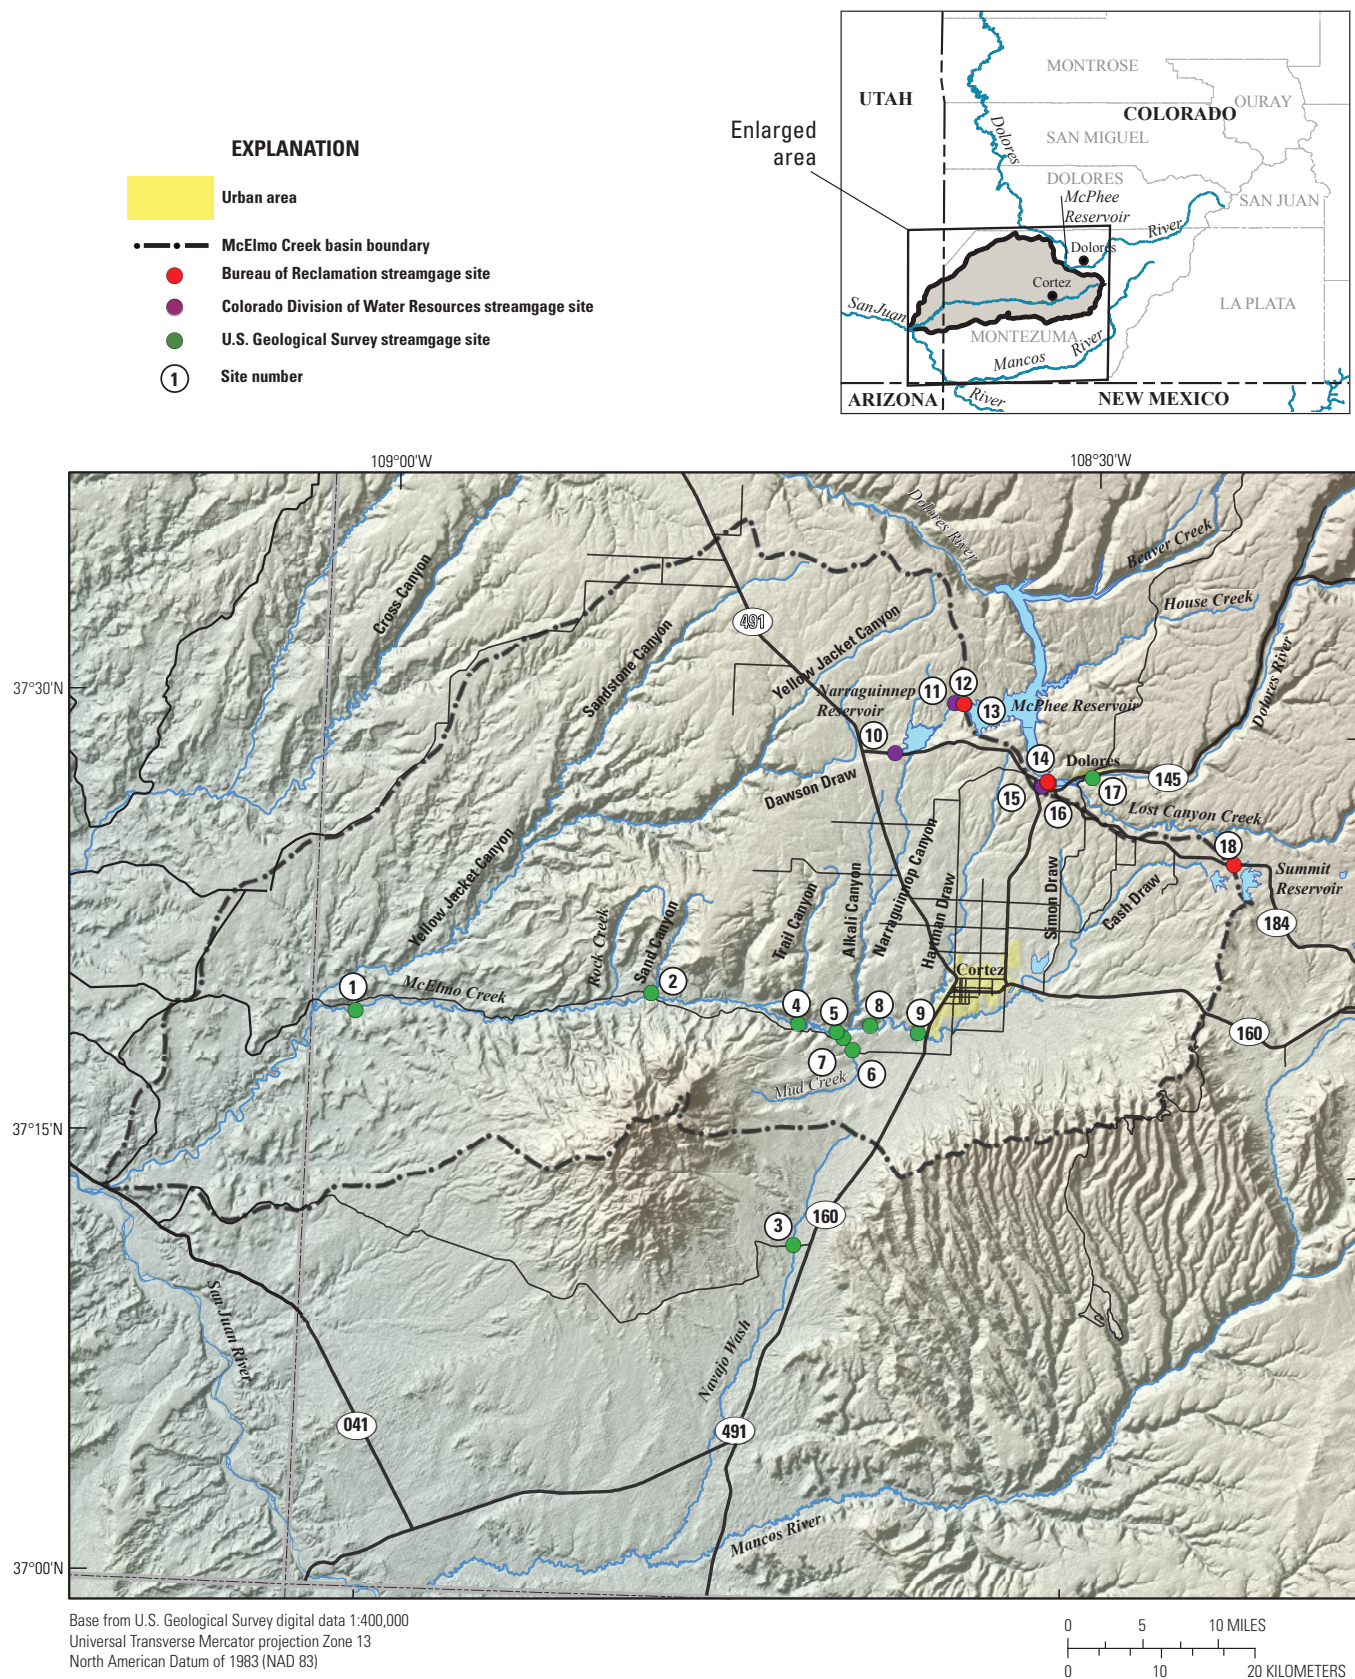 EXPLANATION
Urban area
McElmo Creek basin boundary
Bureau of Reclamation streamgage site
Colorado Division of Water Resources streamgage site
U.S. Geological Survey streamgage site
1
Site number
Enlarged
area
UTAH
MONTROSE
COLORADO
OURAY
Dolores
SAN MIGUEL
DOLORES
McPhee
Reservoir
SAN JUAN
River
Dolores
Cortez
San Juan
LA PLATA
MONTEZUMA
Mancos
River
ARIZONA
River
NEW MEXICO
109°00'W
108°30'W
Dolores River
Beaver Creek
Cross Canyon
House Creek
491
Sandstone Canyon
Yellow Jacket Canyon
Dolores River
37°30'N
Narraguinnep
Reservoir
11
12
13
McPhee Reservoir
10
14
Dolores
145
Dawson Draw
15
16
17
Lost Canyon Creek
18
Summit
Reservoir
Yellow Jacket Canyon
Rock Creek
Sand Canyon
Trail Canyon
Alkali Canyon
Narraguinnop Canyon
Hartman Draw
Simon Draw
Cash Draw
184
Cortez
1
McElmo Creek
2
4
5
8
9
160
7
6
Mud Creek
37°15'N
3
160
San Juan River
Navajo Wash
041
491
Mancos River
37°00'N
Base from U.S. Geological Survey digital data 1:400,000
Universal Transverse Mercator projection Zone 13
North American Datum of 1983 (NAD 83)
0 5 10 MILES
0 10 20 KILOMETERS